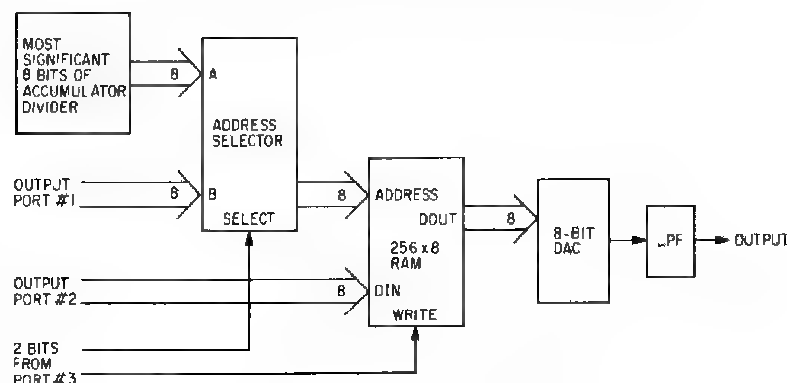 MOST
SIGNIFICANT
8 BITS OF
ACCUMULATOR
DIVIDER
8
A
ADDRESS
SELECTOR
OUTPUT
PORT #1
8
B
SELECT
8
ADDRESS
DOUT
8
256 x 8
RAM
8-BIT
DAC
LPF
OUTPUT
OUTPUT
PORT #2
8
DIN
WRITE
2 BITS
FROM
PORT #3